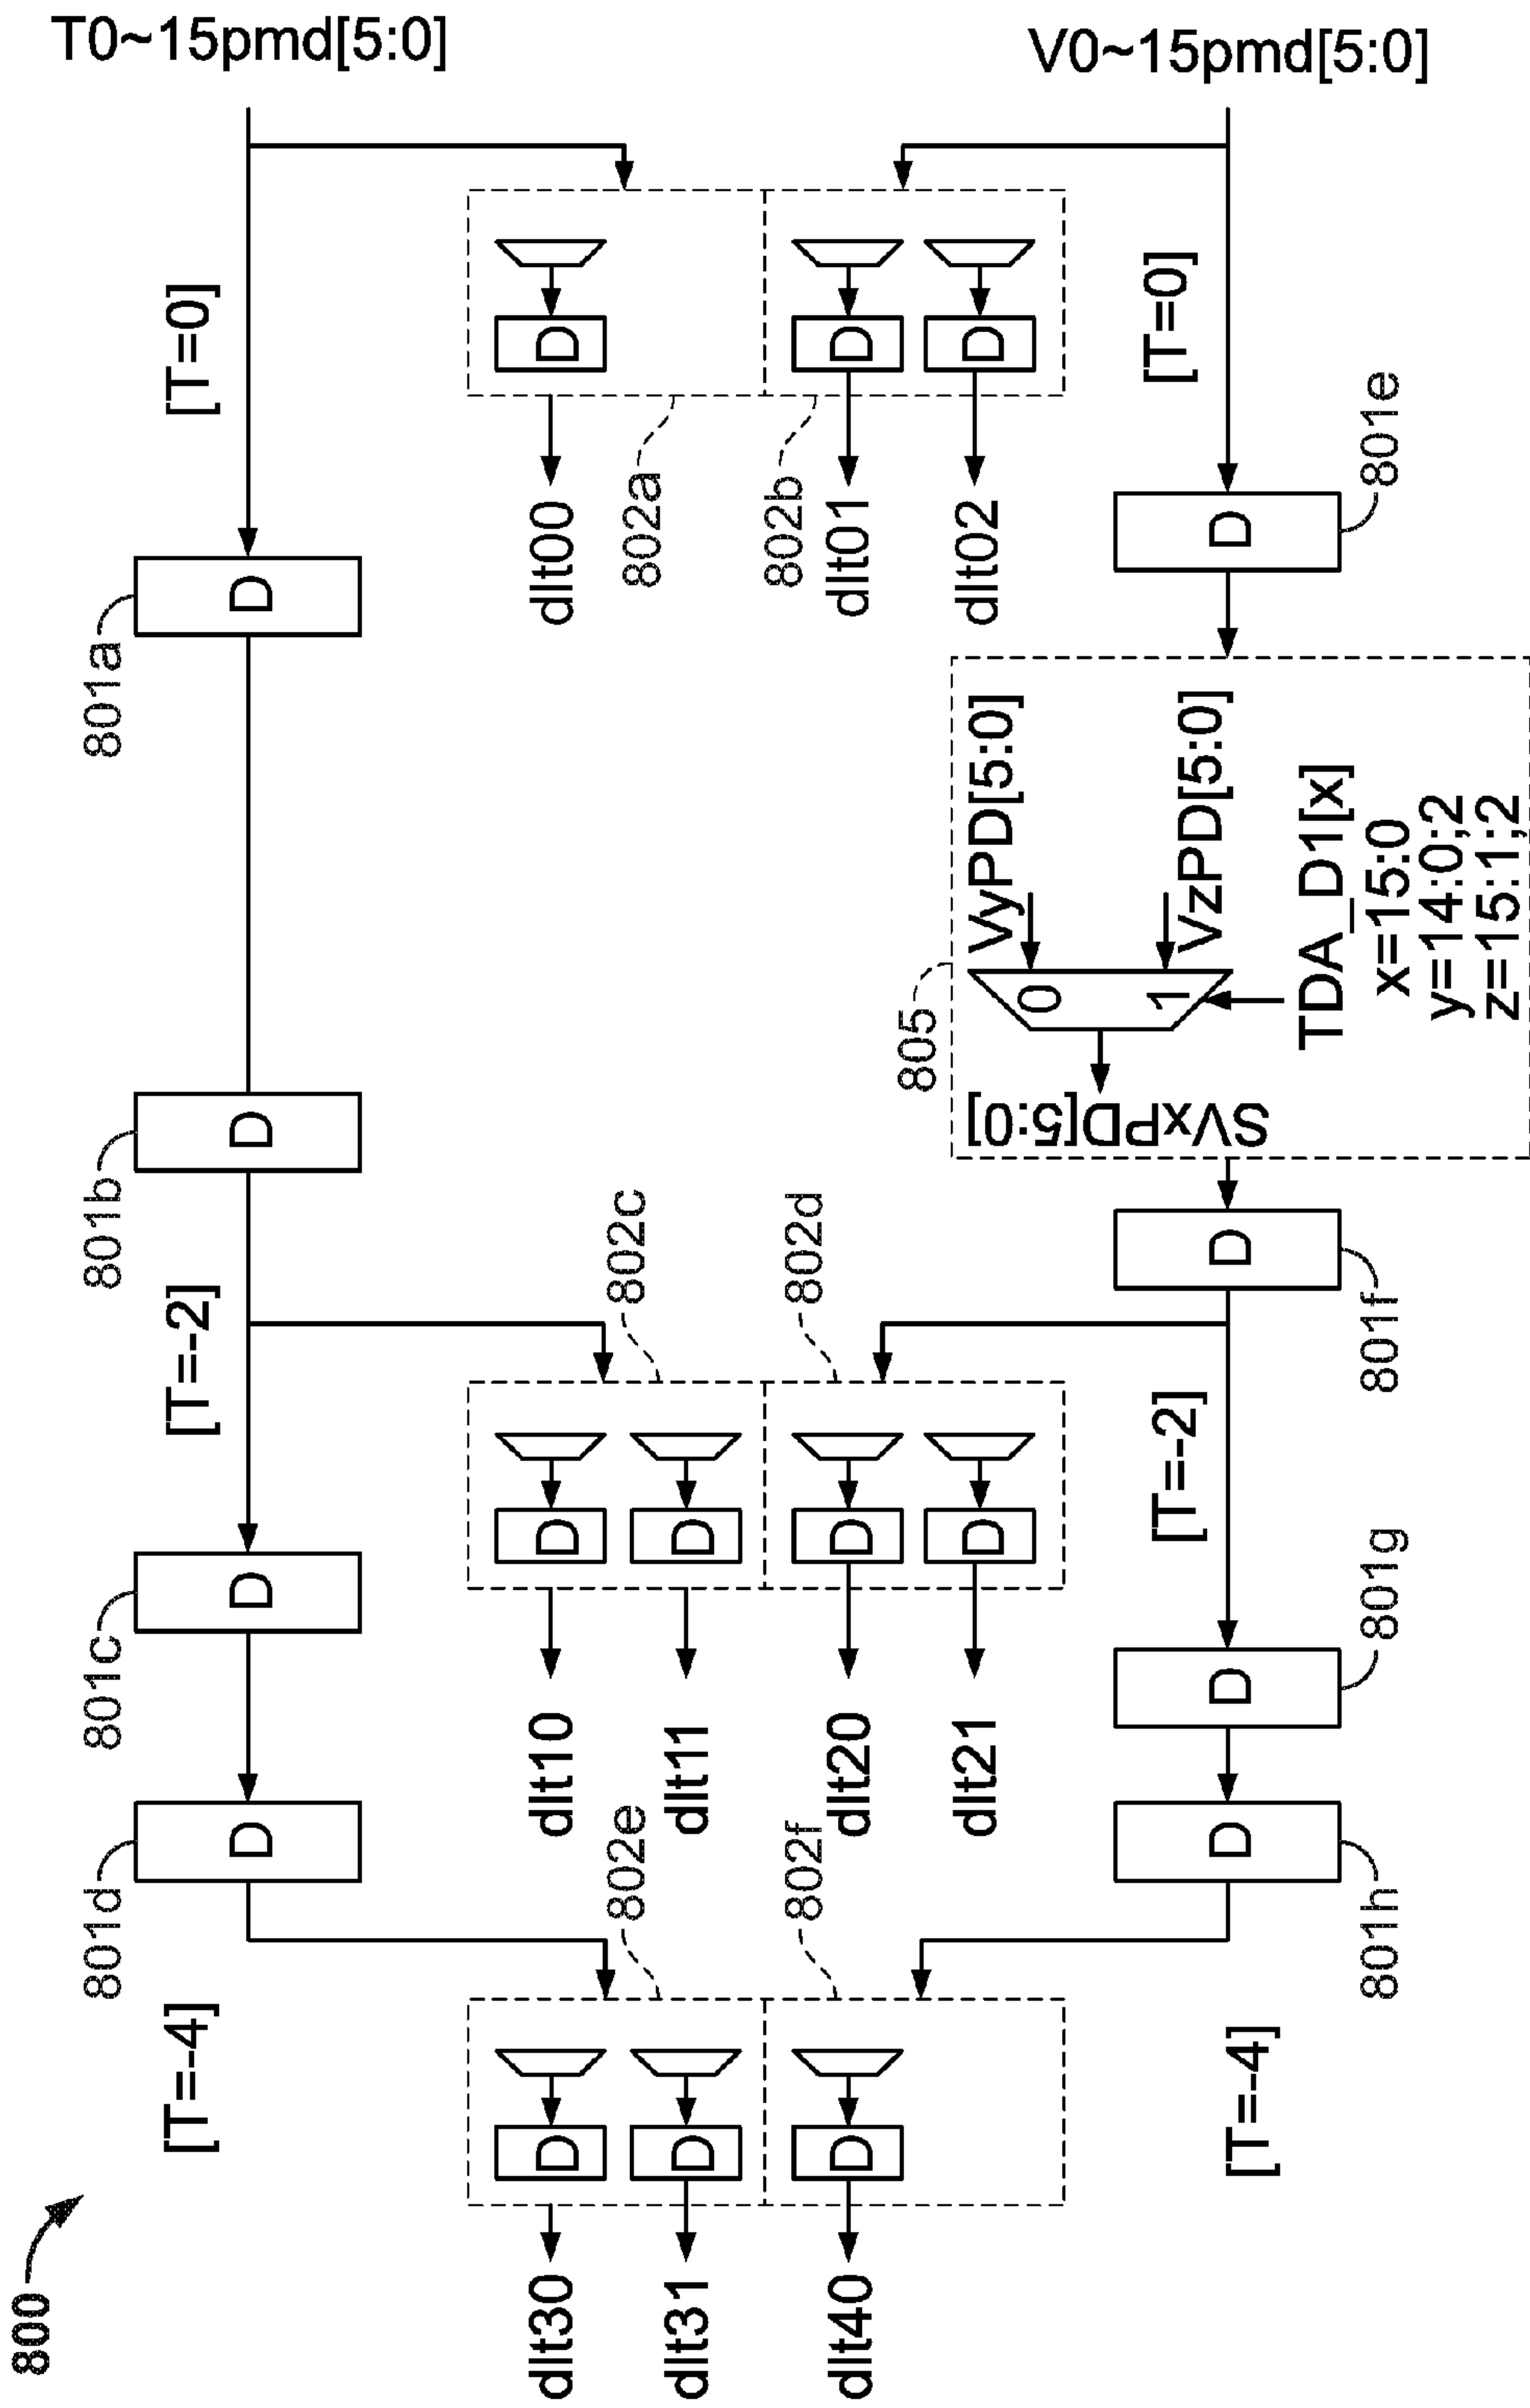 T0~15pmd[5:0]
V0~15pmd[5:0]
[T=0]
D
D
D
[T=0]
801e
dlt00
802a
802b
dlt01
dlt02
D
D
801a
VyPD[5:0]
VzPD[5:0]
805
0
1
TDA_D1[x]
x=15:0
y=14:0;2
z=15:1;2
SVxPD[5:0]
D
801b
802c
802d
D
801f
[T=-2]
[T=-2]
D
D
D
D
D
801c
801g
D
dlt10
dlt11
dlt20
dlt21
D
801d
802e
802f
D
801h
[T=-4]
[T=-4]
D
D
D
dlt30
dlt31
dlt40
800